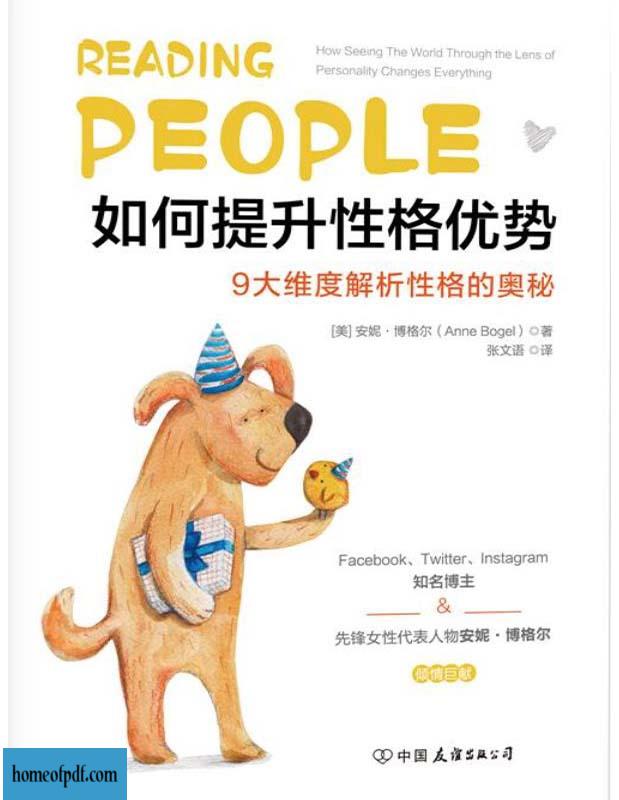 READING
How Seeing The World Through the Lens of
Personality Changes Everything
PEOPLE
如何提升性格优势
9大维度解析性格的奥秘
[美] 安妮·博格尔（Anne Bogel）◎著
张文语 ◎译
Facebook、Twitter、Instagram
知名博主
&
先锋女性代表人物安妮·博格尔
倾情巨献
中国友谊出版公司
homeofpdf.com